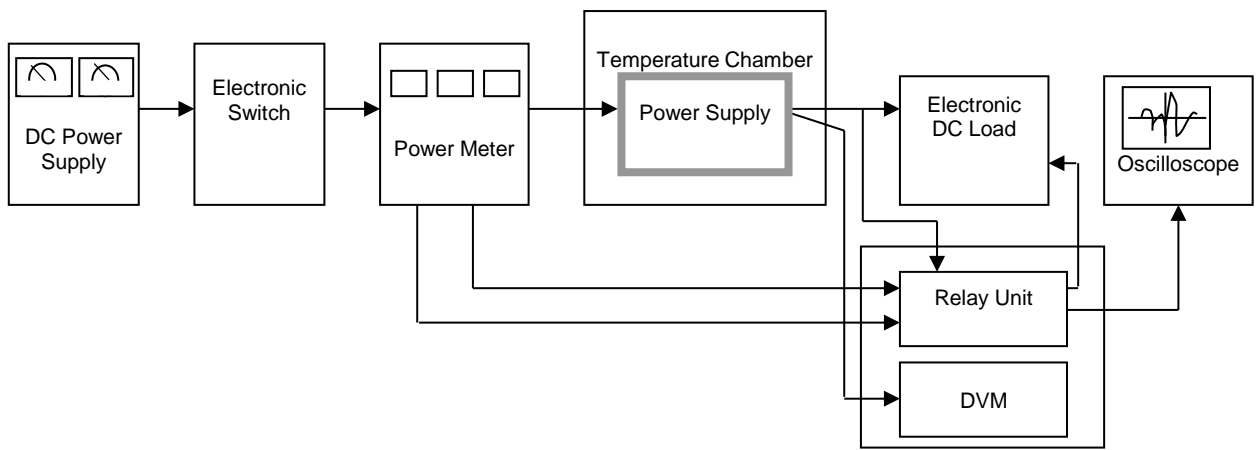 DC Power
Supply
Electronic
Switch
Power Meter
Temperature Chamber
Power Supply
Electronic
DC Load
Oscilloscope
Relay Unit
DVM